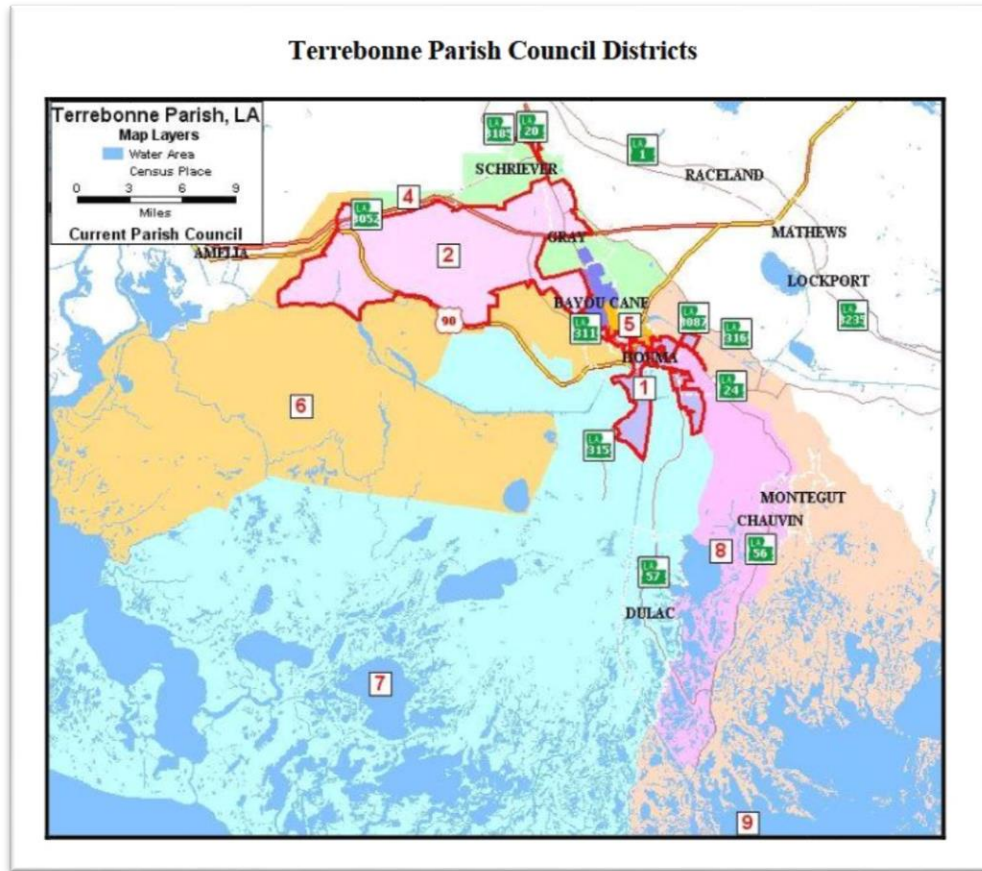 Terrebonne Parish Council Districts
Terrebonne Parish, LA
Map Layers
Water Area
Census Place
0 3 6 9
Miles
Current Parish Council
LA 20
LA 1
SCHRIEVER
RACELAND
4
LA 3052
GRAY
MATHEWS
AMELIA
2
LOCKPORT
BAYOU CANE
90
LA 311
5
LA 3087
LA 316
LA 3235
HOUMA
1
LA 24
6
LA 315
MONTEGUT
CHAUVIN
8
LA 56
LA 57
DULAC
7
9